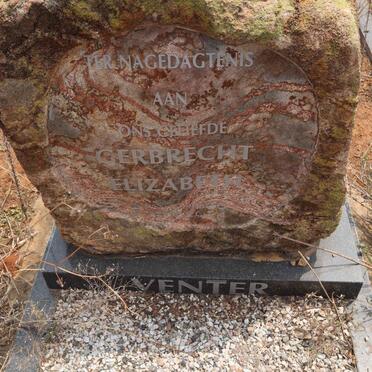 TER NAGEDAGTENIS
AAN
ONS GELIEFDE
GERBRECHT
ELIZABETH
VENTER